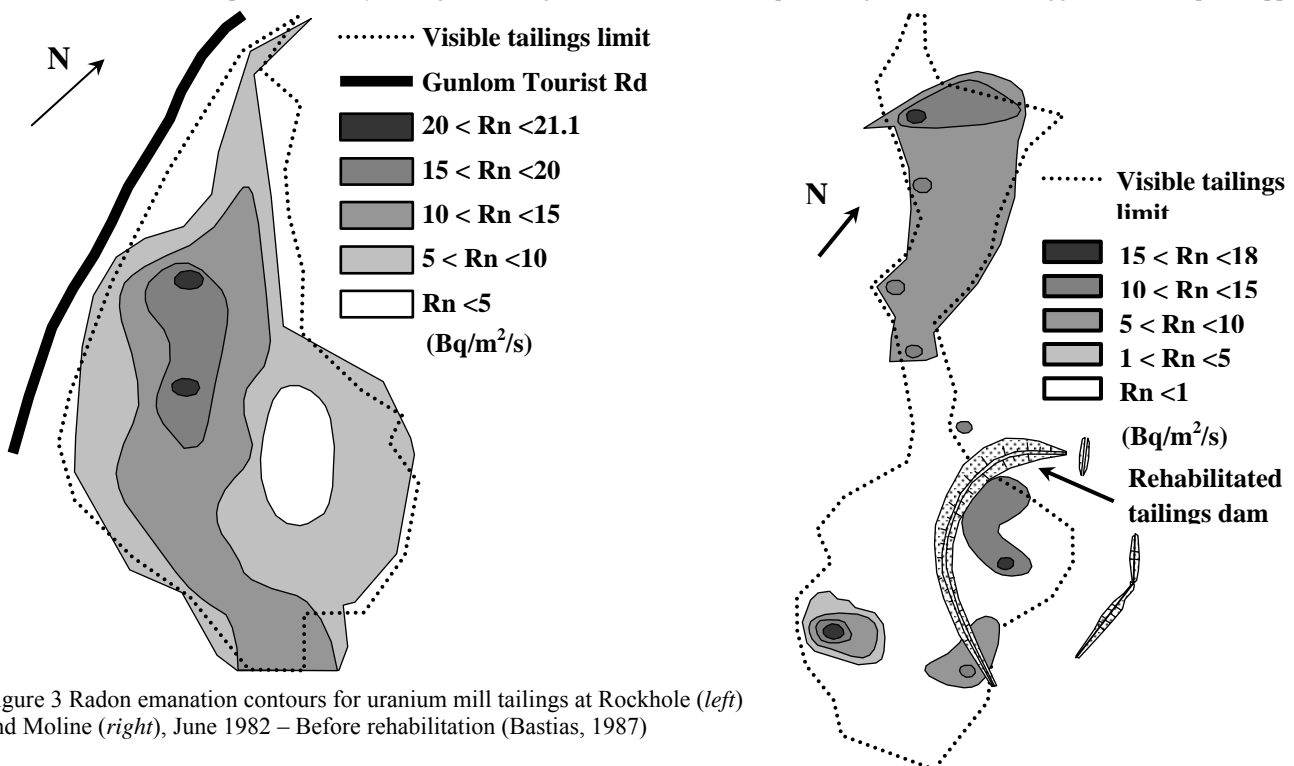 N
Visible tailings limit
Gunlom Tourist Rd
20 < Rn <21.1
15 < Rn <20
10 < Rn <15
5 < Rn <10
Rn <5
(Bq/m²/s)
N
Visible tailings
limit
15 < Rn <18
10 < Rn <15
5 < Rn <10
1 < Rn <5
Rn <1
(Bq/m²/s)
Rehabilitated
tailings dam
igure 3 Radon emanation contours for uranium mill tailings at Rockhole (left)
nd Moline (right), June 1982 – Before rehabilitation (Bastias, 1987)